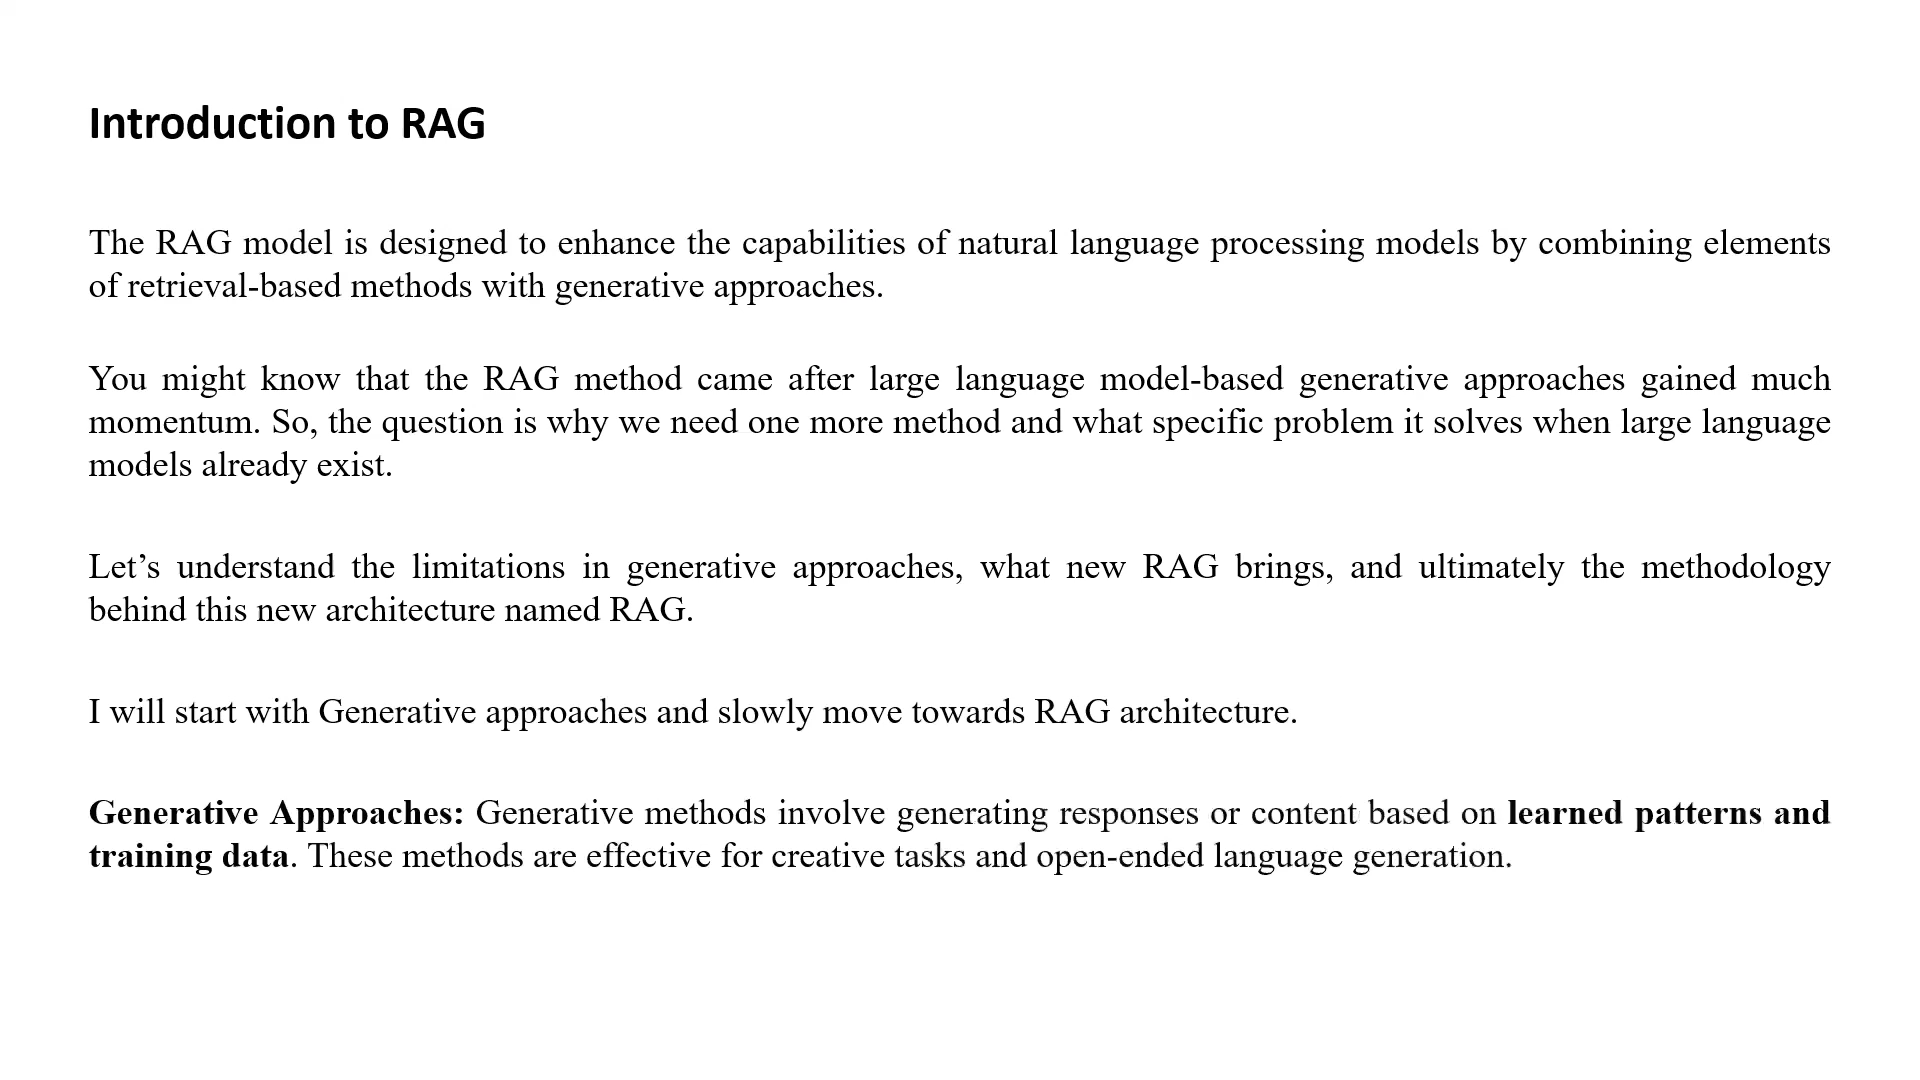 Introduction to RAG
The RAG model is designed to enhance the capabilities of natural language processing models by combining elements
of retrieval-based methods with generative approaches.
You might know that the RAG method came after large language model-based generative approaches gained much
momentum. So, the question is why we need one more method and what specific problem it solves when large language
models already exist.
Let’s understand the limitations in generative approaches, what new RAG brings, and ultimately the methodology
behind this new architecture named RAG.
I will start with Generative approaches and slowly move towards RAG architecture.
Generative Approaches: Generative methods involve generating responses or content based on learned patterns and
training data. These methods are effective for creative tasks and open-ended language generation.